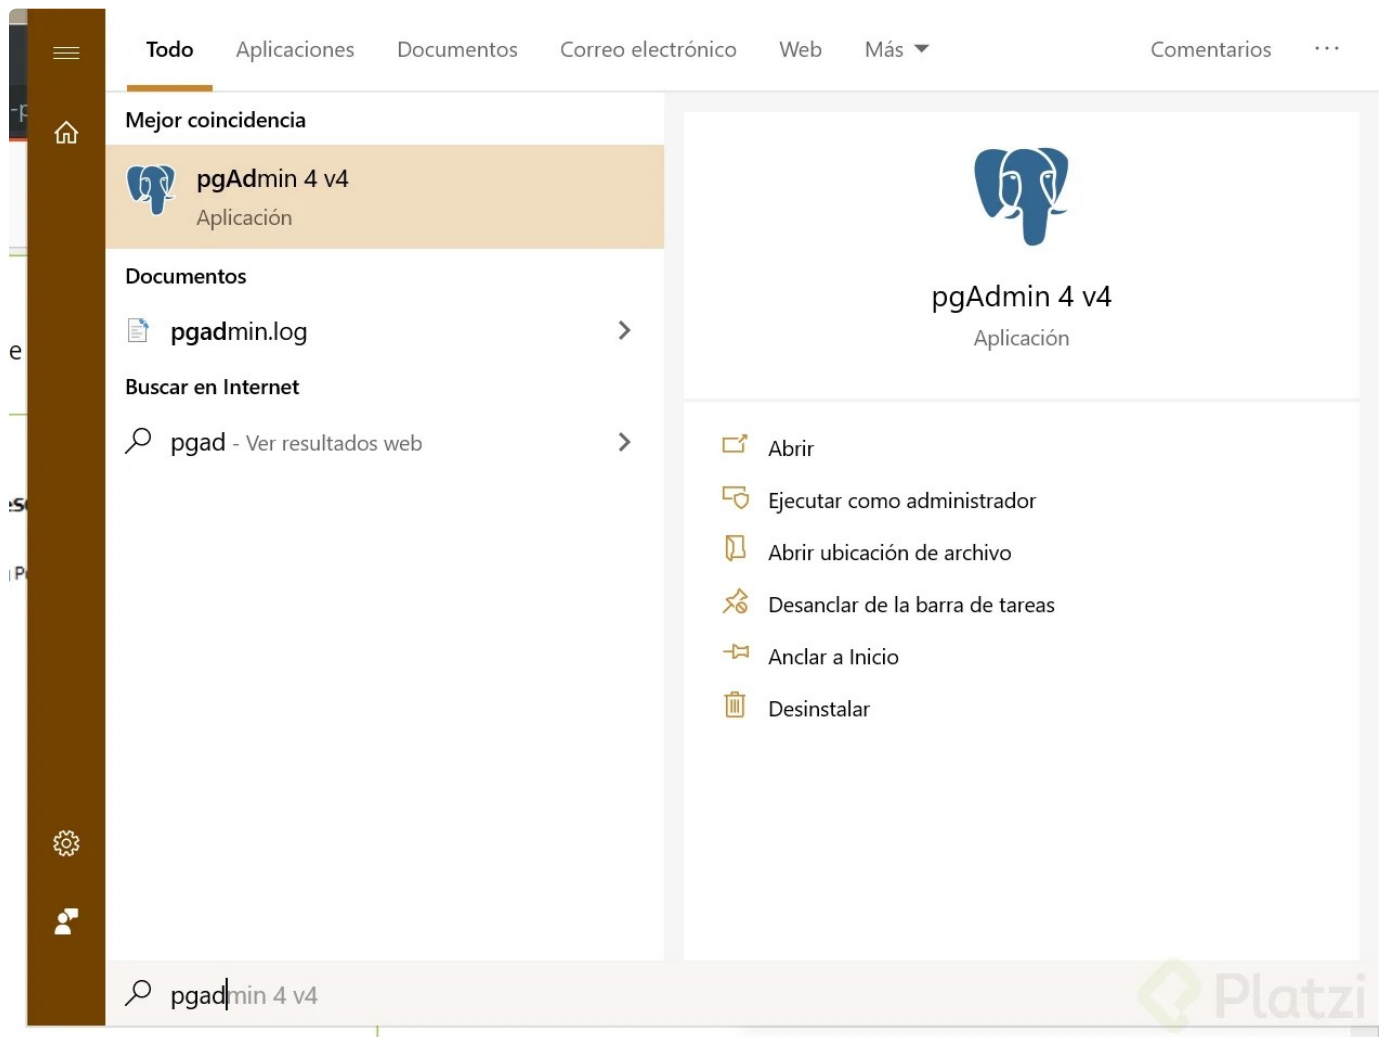 Todo Aplicaciones Documentos Correo electrónico Web Más Comentarios ...
Mejor coincidencia
pgAdmin 4 v4
Aplicación
Documentos
pgadmin.log
Buscar en Internet
pgad - Ver resultados web
pgAdmin 4 v4
Aplicación
Abrir
Ejecutar como administrador
Abrir ubicación de archivo
Desanclar de la barra de tareas
Anclar a Inicio
Desinstalar
pgadmin 4 v4
Platzi